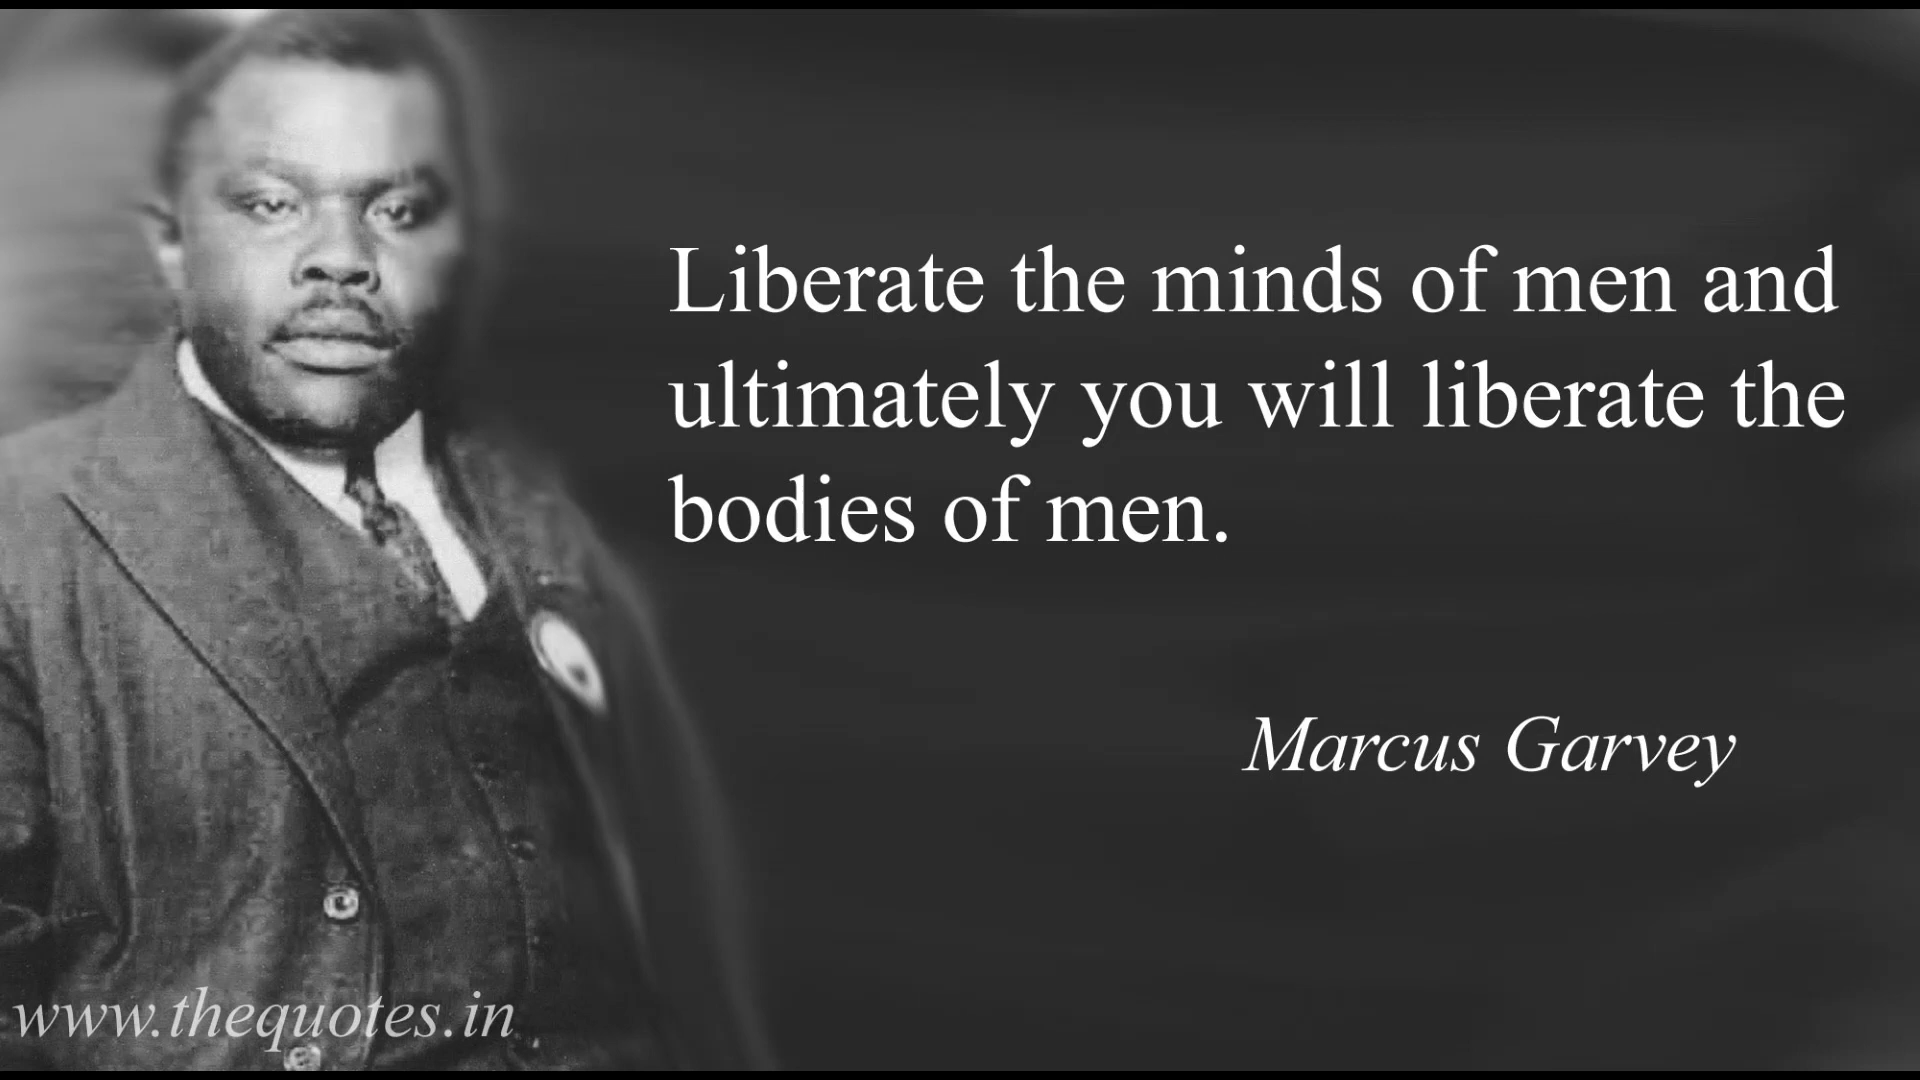 Liberate the minds of men and
ultimately you will liberate the
bodies of men.
Marcus Garvey
www.thequotes.in